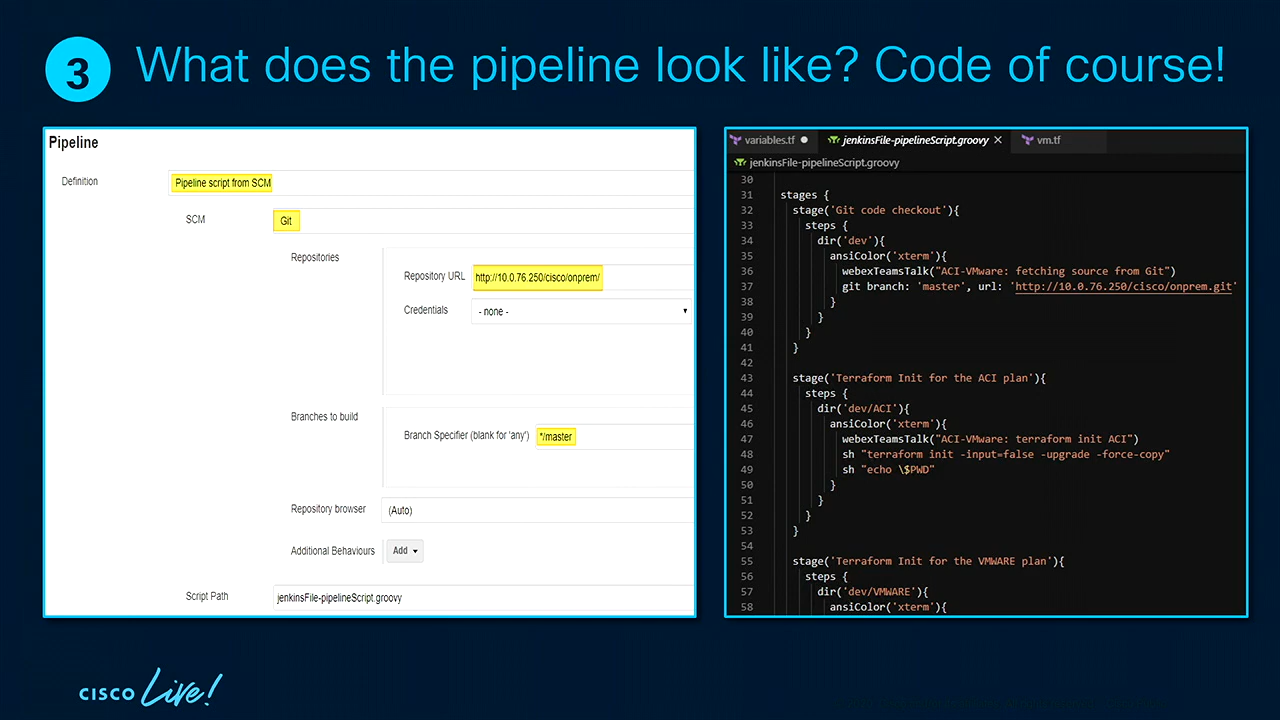 3 What does the pipeline look like? Code of course!
Pipeline
Definition Pipeline script from SCM
SCM Git
Repositories
Repository URL http://10.0.76.250/cisco/onprem/
Credentials - none -
Branches to build
Branch Specifier (blank for 'any') */master
Repository browser (Auto)
Additional Behaviours Add
Script Path jenkinsFile-pipelineScript.groovy
variables.tf jenkinsFile-pipelineScript.groovy vm.tf
jenkinsFile-pipelineScript.groovy
30
31 stages {
32 stage('Git code checkout'){
33 steps {
34 dir('dev'){
35 ansiColor('xterm'){
36 webexTeamsTalk("ACI-VMware: fetching source from Git")
37 git branch: 'master', url: 'http://10.0.76.250/cisco/onprem.git'
38 }
39 }
40 }
41 }
42
43 stage('Terraform Init for the ACI plan'){
44 steps {
45 dir('dev/ACI'){
46 ansiColor('xterm'){
47 webexTeamsTalk("ACI-VMware: terraform init ACI")
48 sh "terraform init -input=false -upgrade -force-copy"
49 sh "echo \$PWD"
50 }
51 }
52 }
53 }
54
55 stage('Terraform Init for the VMWARE plan'){
56 steps {
57 dir('dev/VMWARE'){
58 ansiColor('xterm'){
CISCO Live!